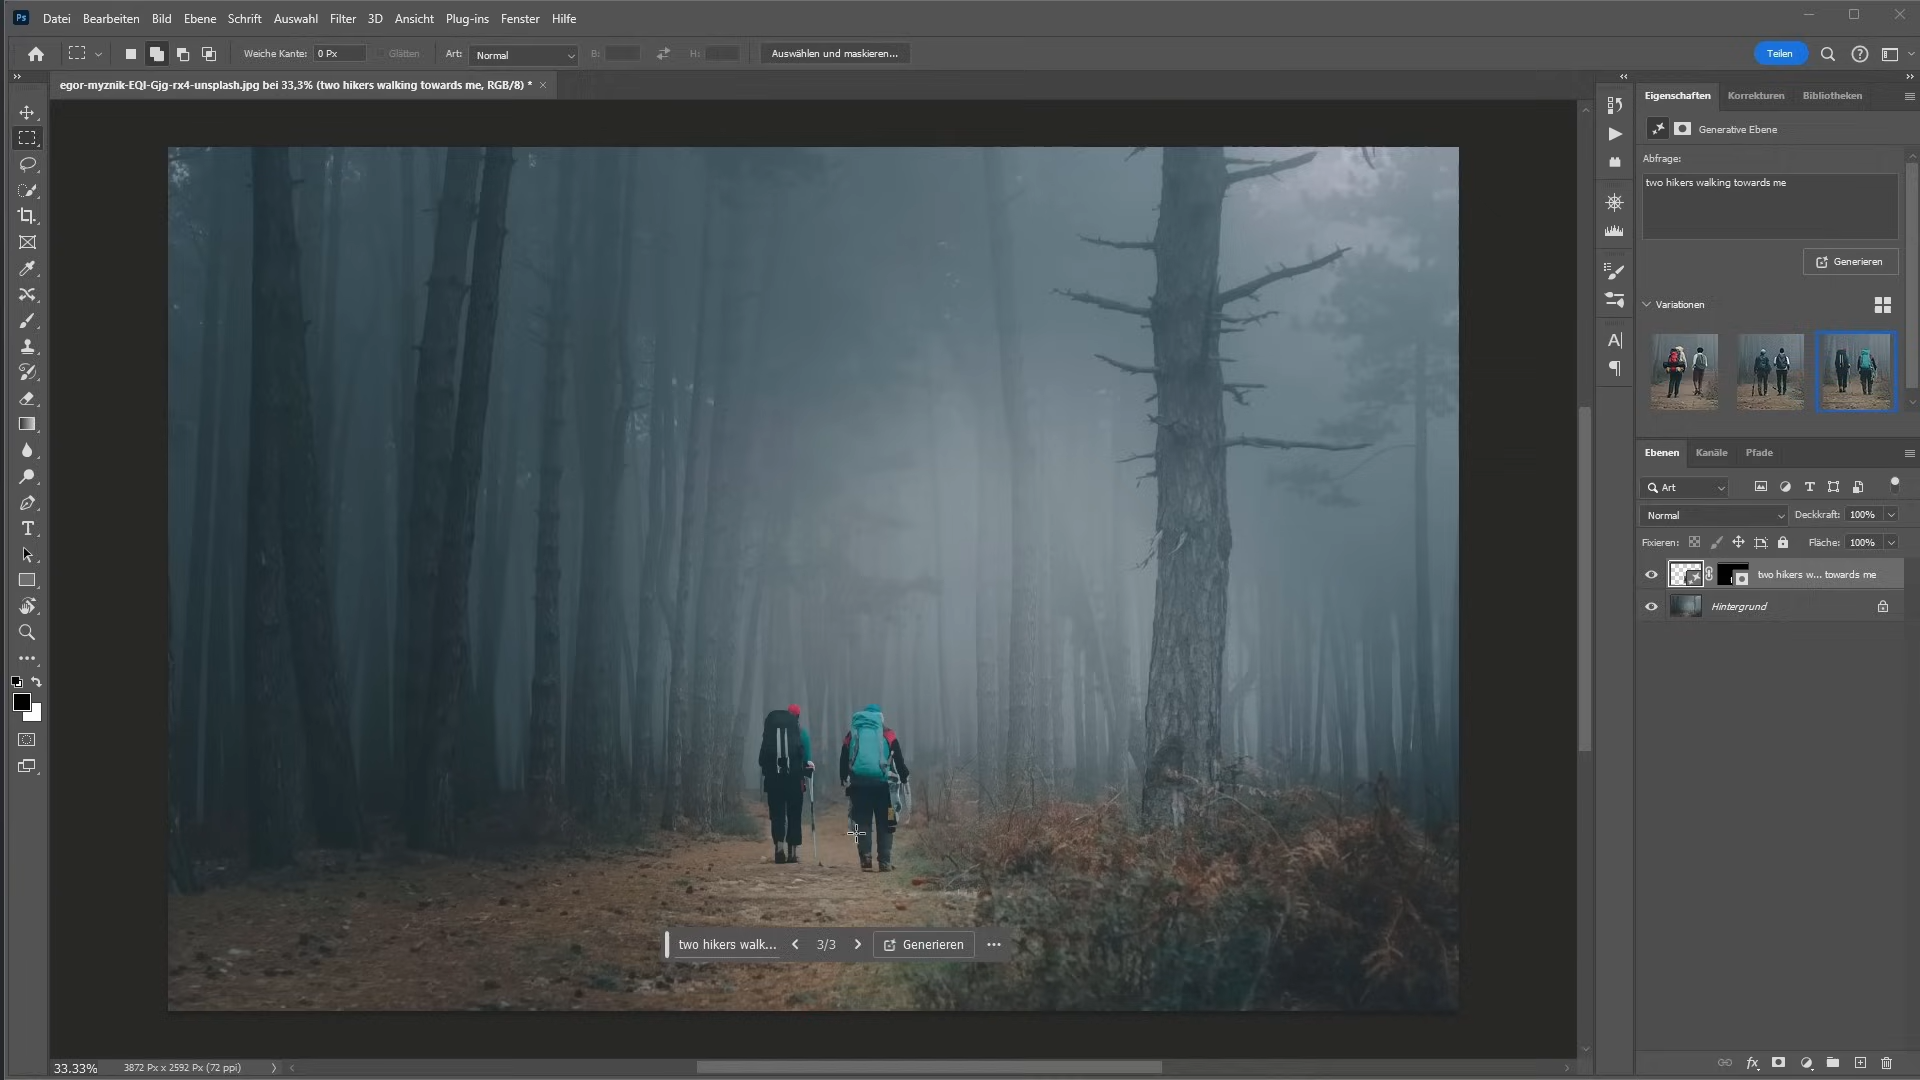 Ps Datei Bearbeiten Bild Ebene Schrift Auswahl Filter 3D Ansicht Plug-ins Fenster Hilfe
Weiche Kante: 0 Px Glätten Art: Normal B: H: Auswählen und maskieren... Teilen
egor-myznik-EQI-Gjg-rx4-unsplash.jpg bei 33,3% (two hikers walking towards me, RGB/8) *
Eigenschaften Korrekturen Bibliotheken
Generative Ebene
Abfrage:
two hikers walking towards me
Generieren
Variationen
Ebenen Kanäle Pfade
Art
Normal Deckkraft: 100%
Fixieren: Fläche: 100%
two hikers w... towards me
Hintergrund
two hikers walk... 3/3 Generieren
33.33% 3872 Px x 2592 Px (72 ppi)